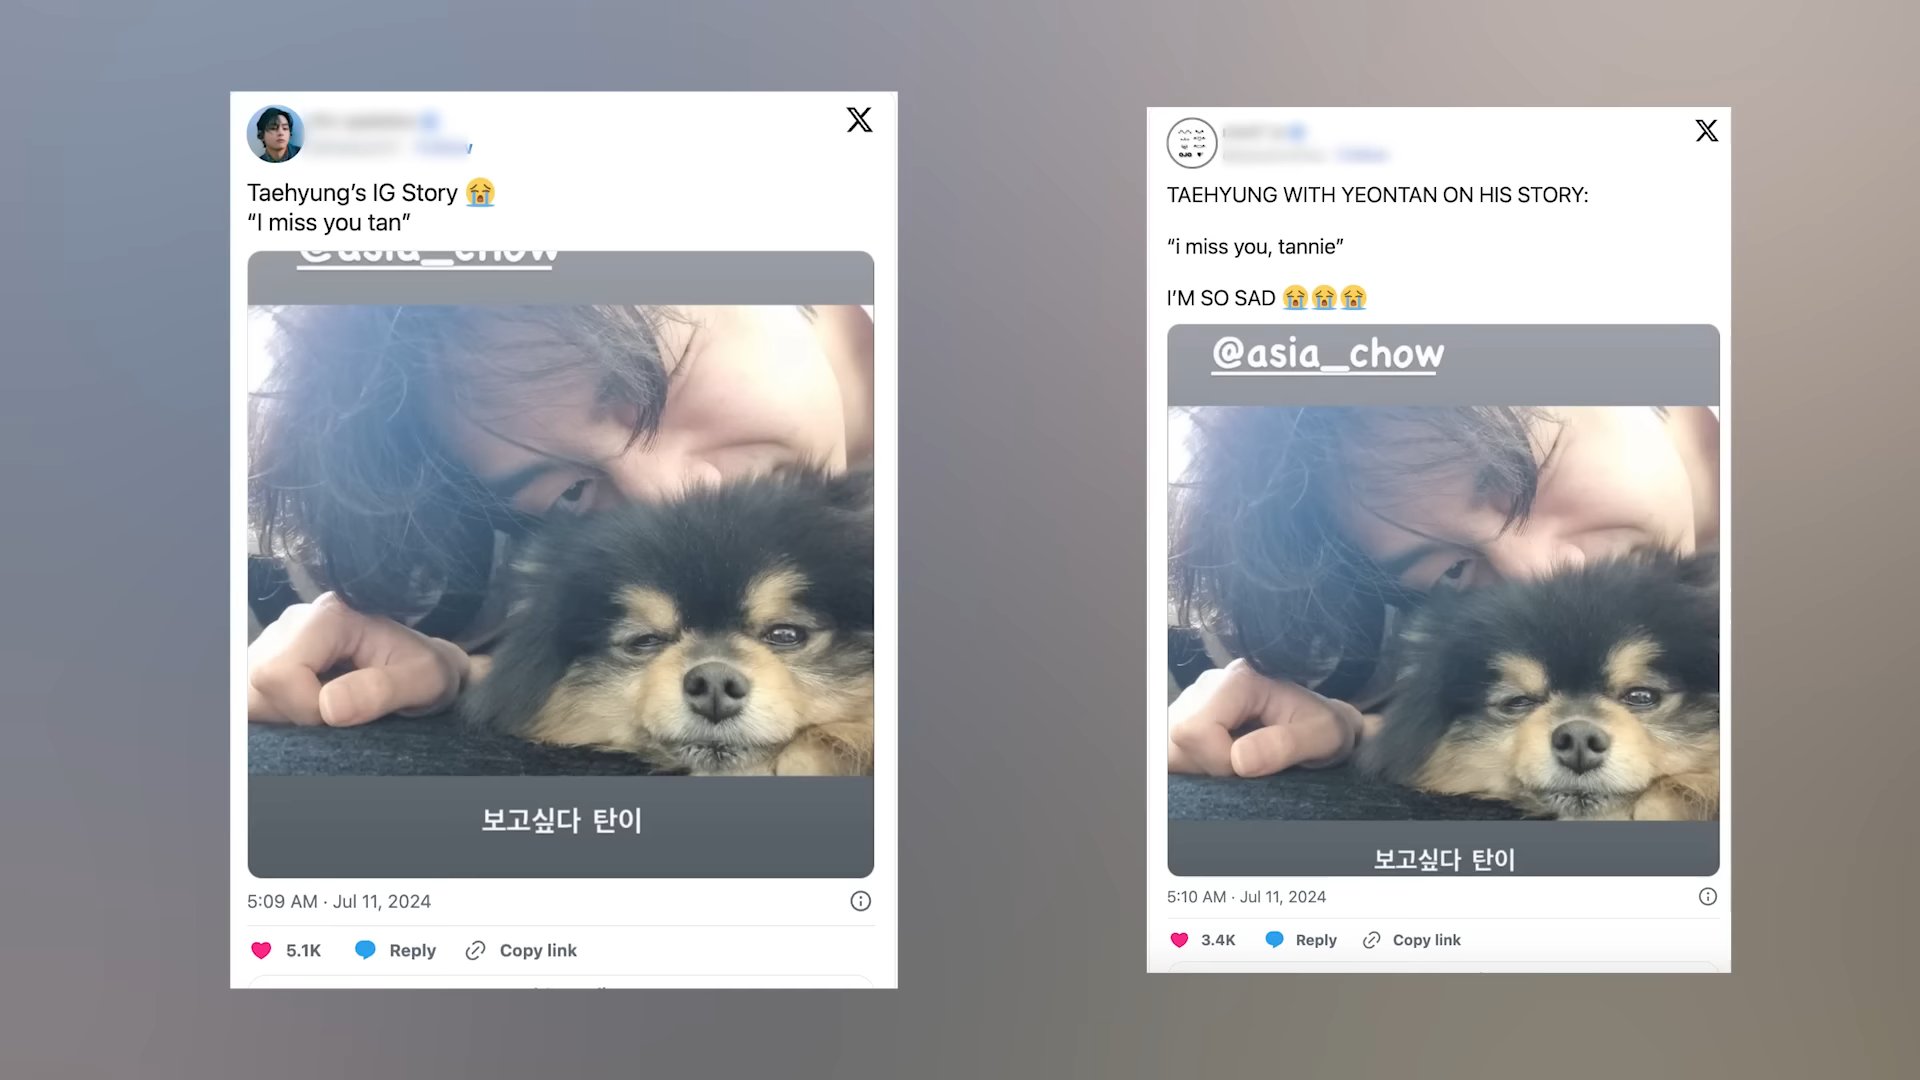 Taehyung’s IG Story 😭
“I miss you tan”
보고싶다 탄이
5:09 AM · Jul 11, 2024
5.1K Reply Copy link
TAEHYUNG WITH YEONTAN ON HIS STORY:
“i miss you, tannie”
I’M SO SAD 😭😭😭
@asia_chow
보고싶다 탄이
5:10 AM · Jul 11, 2024
3.4K Reply Copy link